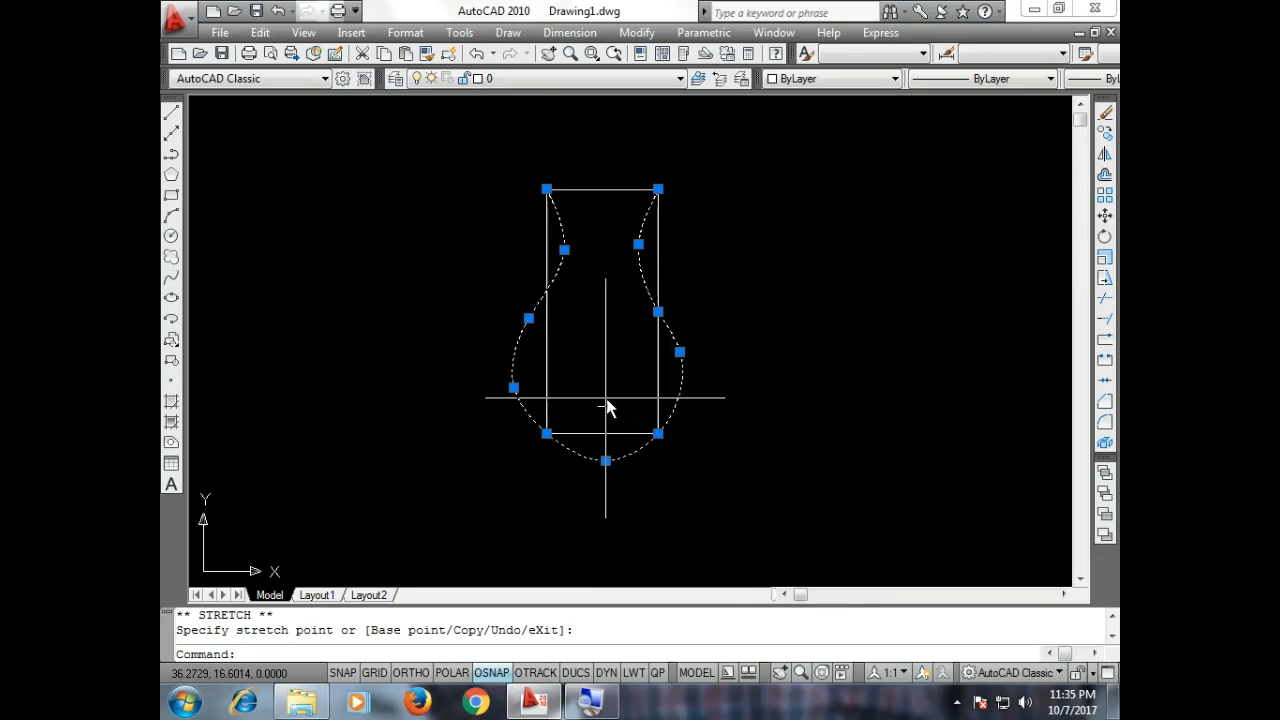 AutoCAD 2010 Drawing1.dwg Type a keyword or phrase
File Edit View Insert Format Tools Draw Dimension Modify Parametric Window Help Express
AutoCAD Classic 0 ByLayer ByLayer ByL
Y
X
A
Model Layout1 Layout2
** STRETCH **
Specify stretch point or [Base point/Copy/Undo/eXit]:
Command:
36.2729, 16.6014, 0.0000 SNAP GRID ORTHO POLAR OSNAP OTRACK DUCS DYN LWT QP MODEL 1:1 AutoCAD Classic
11:35 PM
10/7/2017